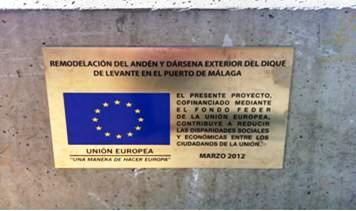 REMODELACIÓN DEL ANDÉN Y DÁRSENA EXTERIOR DEL DIQUE
DE LEVANTE EN EL PUERTO DE MÁLAGA
EL PRESENTE PROYECTO,
COFINANCIADO MEDIANTE
EL FONDO FEDER
DE LA UNIÓN EUROPEA,
CONTRIBUYE A REDUCIR
LAS DISPARIDADES SOCIALES
Y ECONÓMICAS ENTRE LOS
CIUDADANOS DE LA UNIÓN.
MARZO 2012
UNIÓN EUROPEA
"UNA MANERA DE HACER EUROPA"